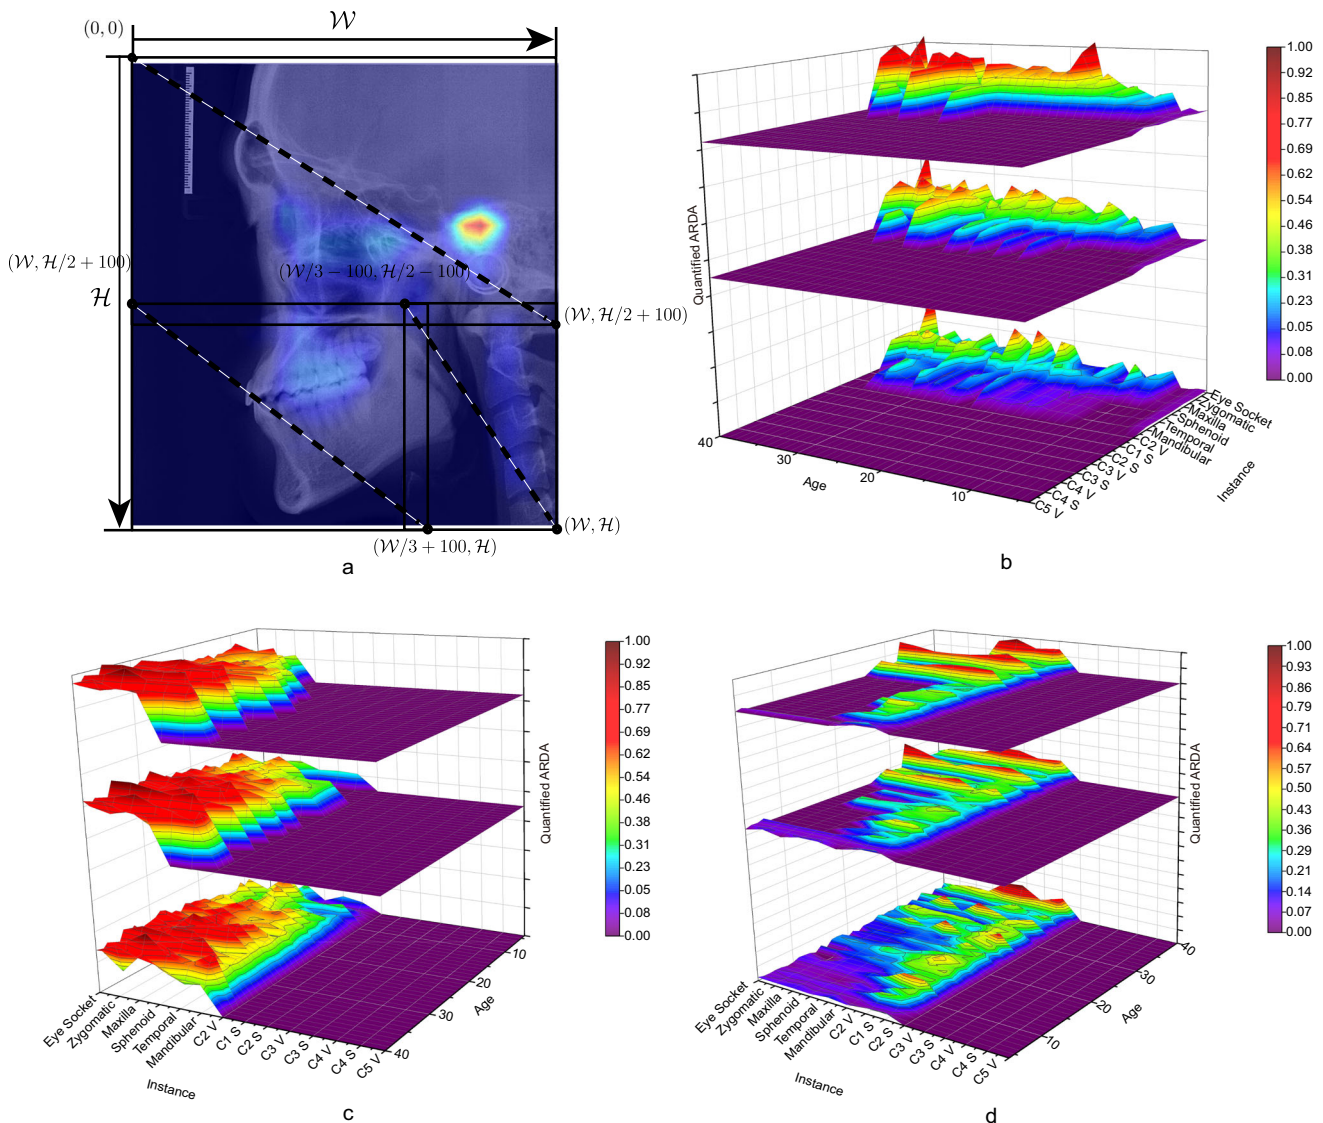 (0, 0)
𝒲
(𝒲, ℋ/2 + 100)
(𝒲/3−100, ℋ/2−100)
ℋ
(𝒲, ℋ/2 + 100)
(𝒲, ℋ)
(𝒲/3 + 100, ℋ)
a
Quantified ARDA
40
30
20
10
Age
Eye Socket
Zygomatic
Maxilla
Sphenoid
Temporal
Mandibular
C2 V
C1 S
C2 S
C3 V
C3 S
C4 V
C4 S
C5 V
Instance
1.00
0.92
0.85
0.77
0.69
0.62
0.54
0.46
0.38
0.31
0.23
0.05
0.08
0.00
b
Eye Socket
Zygomatic
Maxilla
Sphenoid
Temporal
Mandibular
C2 V
C1 S
C2 S
C3 V
C3 S
C4 V
C4 S
C5 V
Instance
10
20
30
40
Age
Quantified ARDA
1.00
0.92
0.85
0.77
0.69
0.62
0.54
0.46
0.38
0.31
0.23
0.05
0.08
0.00
c
Eye Socket
Zygomatic
Maxilla
Sphenoid
Temporal
Mandibular
C2 V
C1 S
C2 S
C3 V
C3 S
C4 V
C4 S
C5 V
Instance
40
30
20
10
Age
Quantified ARDA
1.00
0.93
0.86
0.79
0.71
0.64
0.57
0.50
0.43
0.36
0.29
0.21
0.14
0.07
0.00
d